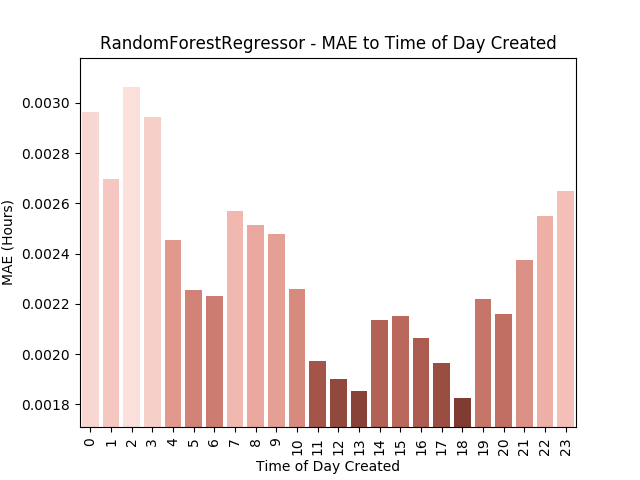 RandomForestRegressor - MAE to Time of Day Created
MAE (Hours)
0.0030
0.0028
0.0026
0.0024
0.0022
0.0020
0.0018
0 1 2 3 4 5 6 7 8 9 10 11 12 13 14 15 16 17 18 19 20 21 22 23
Time of Day Created